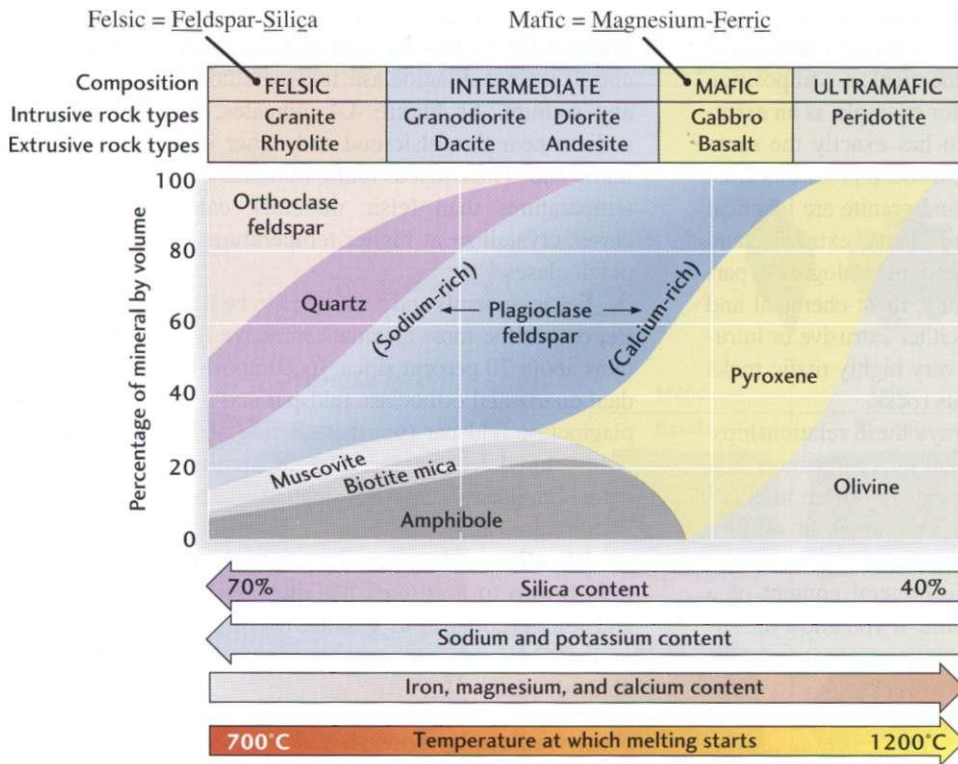 Felsic = Feldspar-Silica
Mafic = Magnesium-Ferric
Composition FELSIC INTERMEDIATE MAFIC ULTRAMAFIC
Intrusive rock types Granite Granodiorite Diorite Gabbro Peridotite
Extrusive rock types Rhyolite Dacite Andesite Basalt
Percentage of mineral by volume
100
80
60
40
20
0
Orthoclase feldspar
Quartz
(Sodium-rich)
Plagioclase feldspar
(Calcium-rich)
Pyroxene
Muscovite
Biotite mica
Amphibole
Olivine
70% Silica content 40%
Sodium and potassium content
Iron, magnesium, and calcium content
700°C Temperature at which melting starts 1200°C